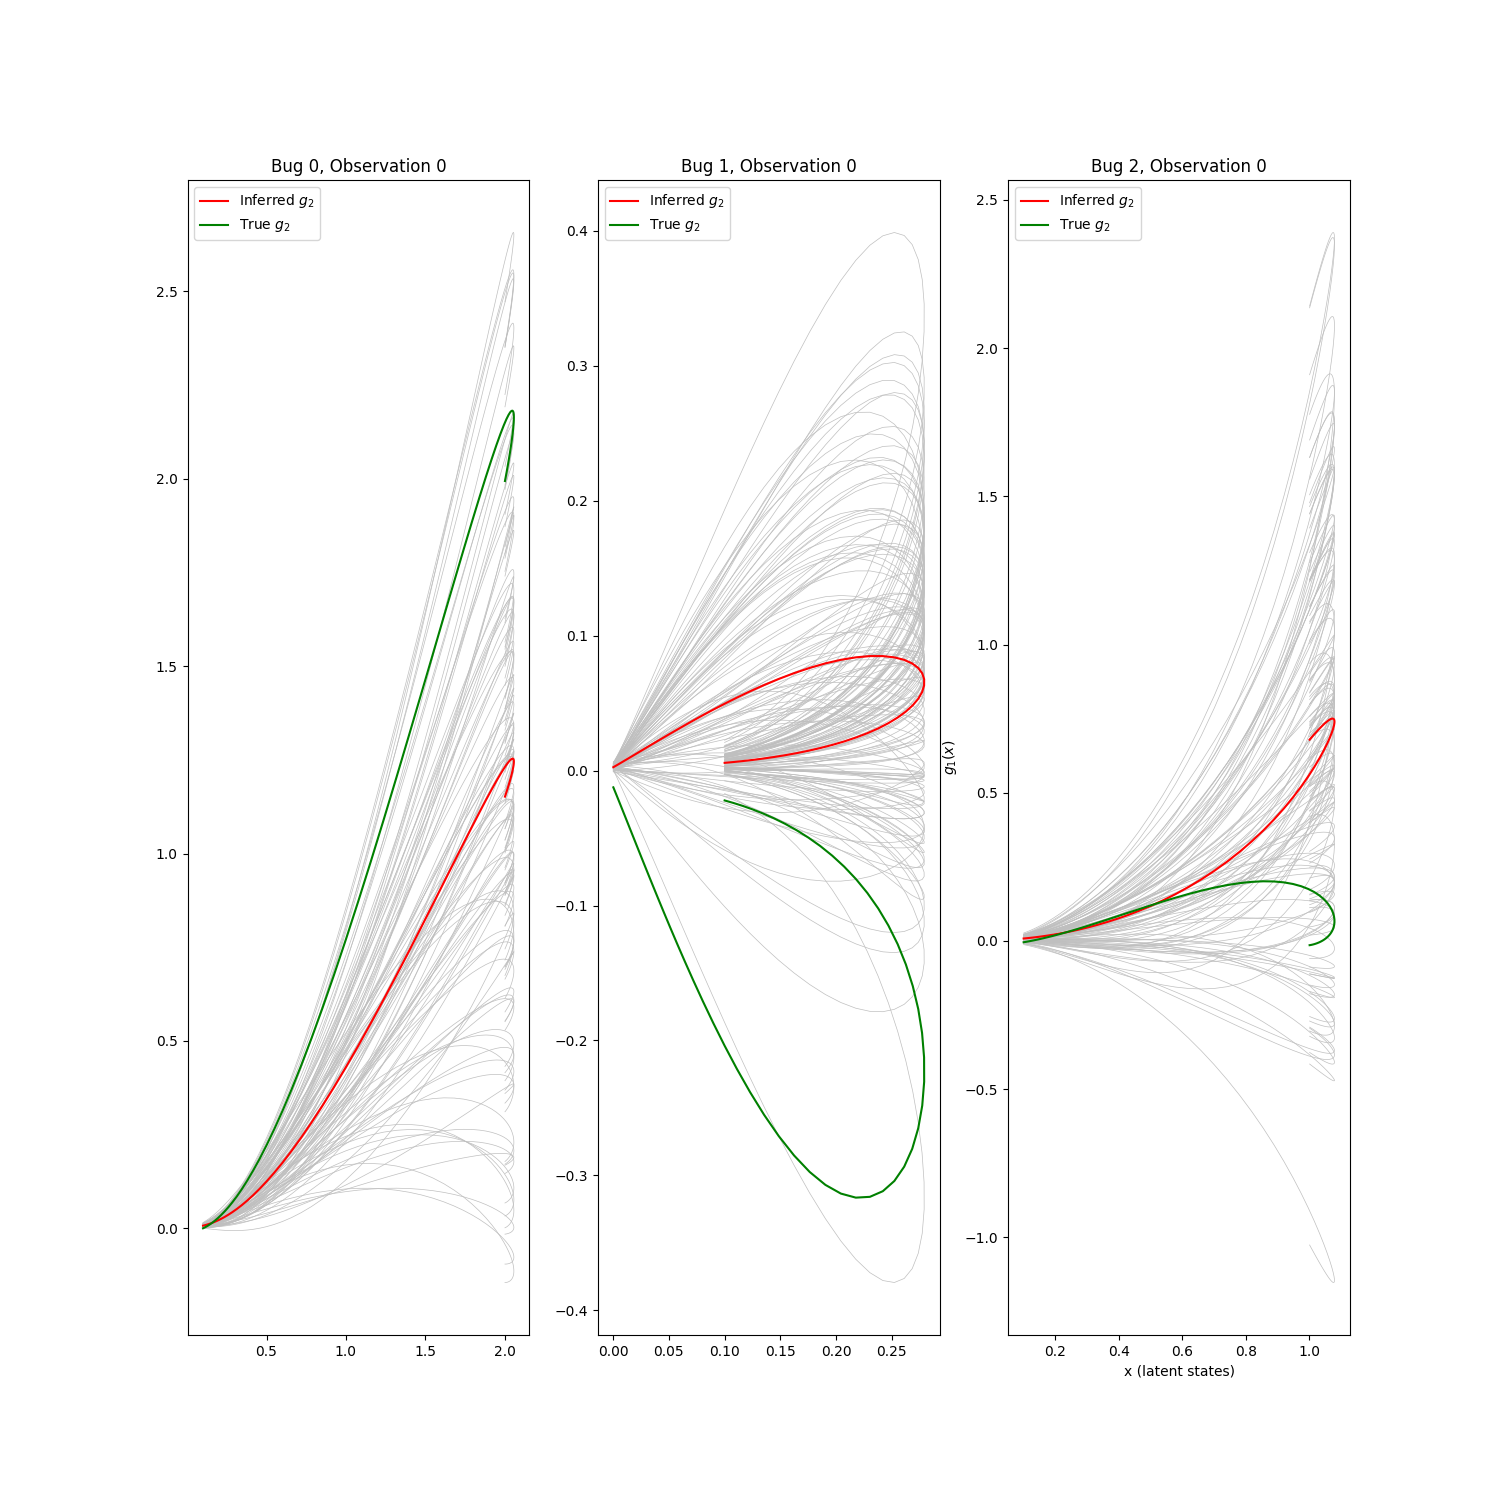 Bug 0, Observation 0
Inferred g₂
True g₂
2.5
2.0
1.5
1.0
0.5
0.0
0.5 1.0 1.5 2.0
Bug 1, Observation 0
Inferred g₂
True g₂
0.4
0.3
0.2
0.1
0.0
−0.1
−0.2
−0.3
−0.4
0.00 0.05 0.10 0.15 0.20 0.25
Bug 2, Observation 0
Inferred g₂
True g₂
2.5
2.0
1.5
1.0
0.5
0.0
−0.5
−1.0
g₁(x)
0.2 0.4 0.6 0.8 1.0
x (latent states)